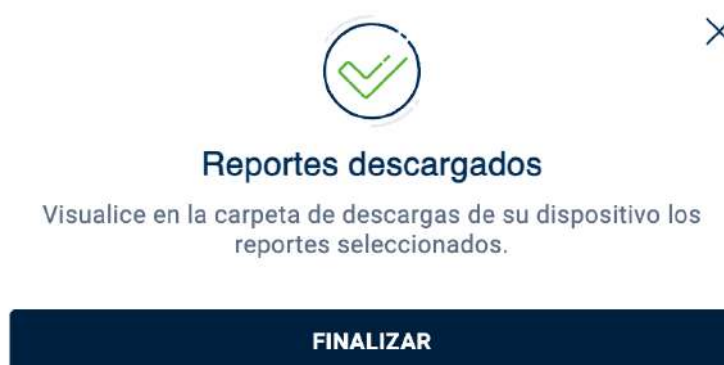 Reportes descargados
Visualice en la carpeta de descargas de su dispositivo los
reportes seleccionados.
FINALIZAR